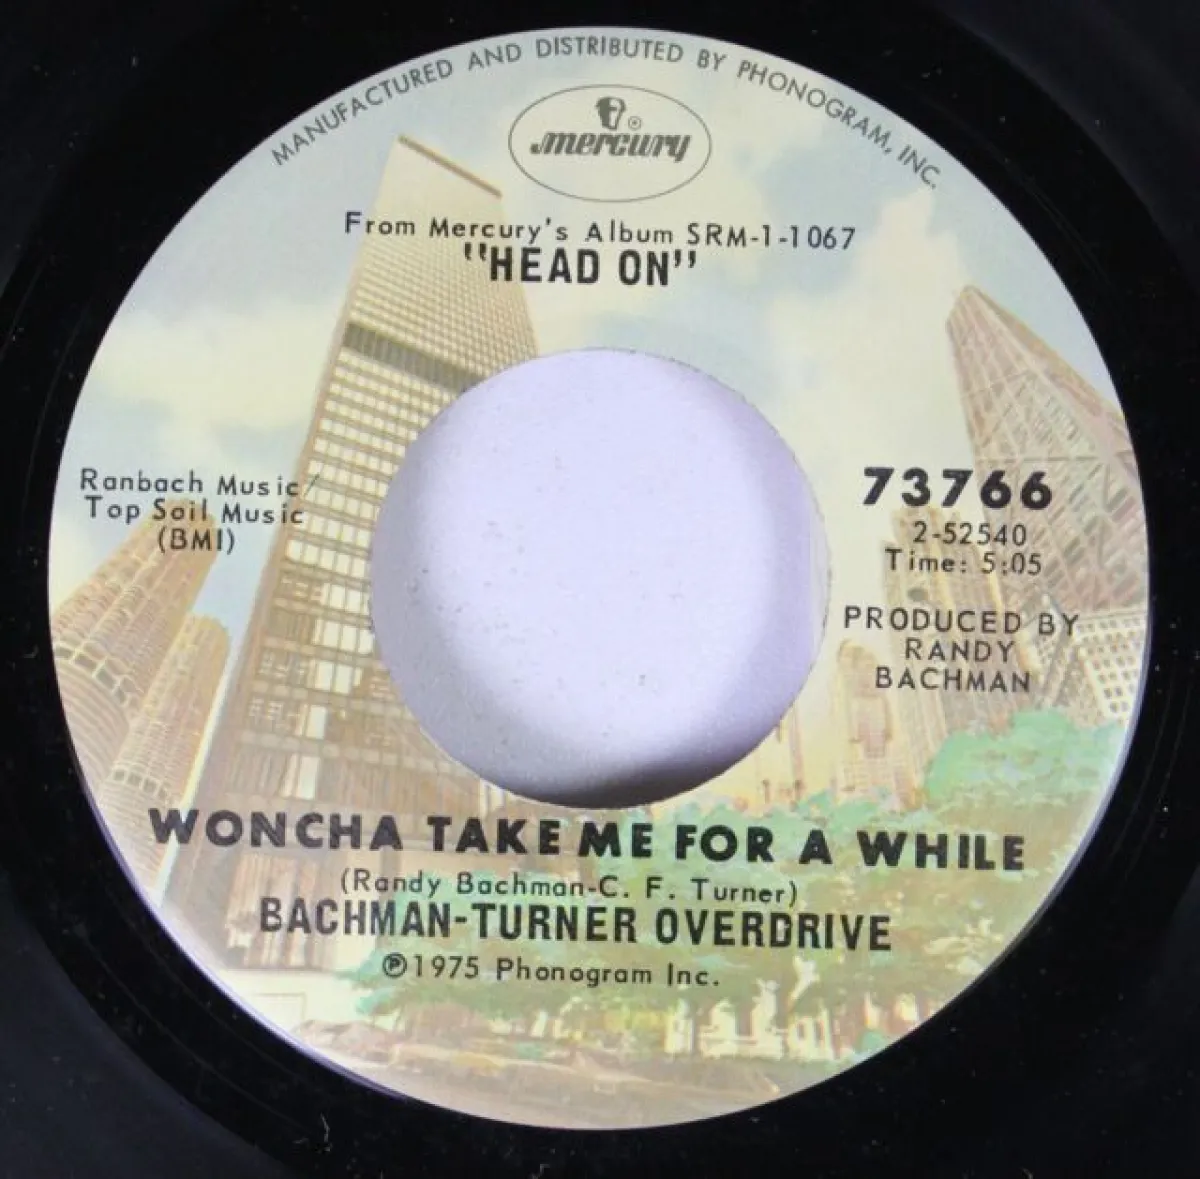 MANUFACTURED AND DISTRIBUTED BY PHONOGRAM, INC.
mercury®
From Mercury's Album SRM-1-1067
"HEAD ON"
Ranbach Music/
Top Soil Music
(BMI)
73766
2-52540
Time: 5:05
PRODUCED BY
RANDY
BACHMAN
WONCHA TAKE ME FOR A WHILE
(Randy Bachman-C. F. Turner)
BACHMAN-TURNER OVERDRIVE
℗1975 Phonogram Inc.